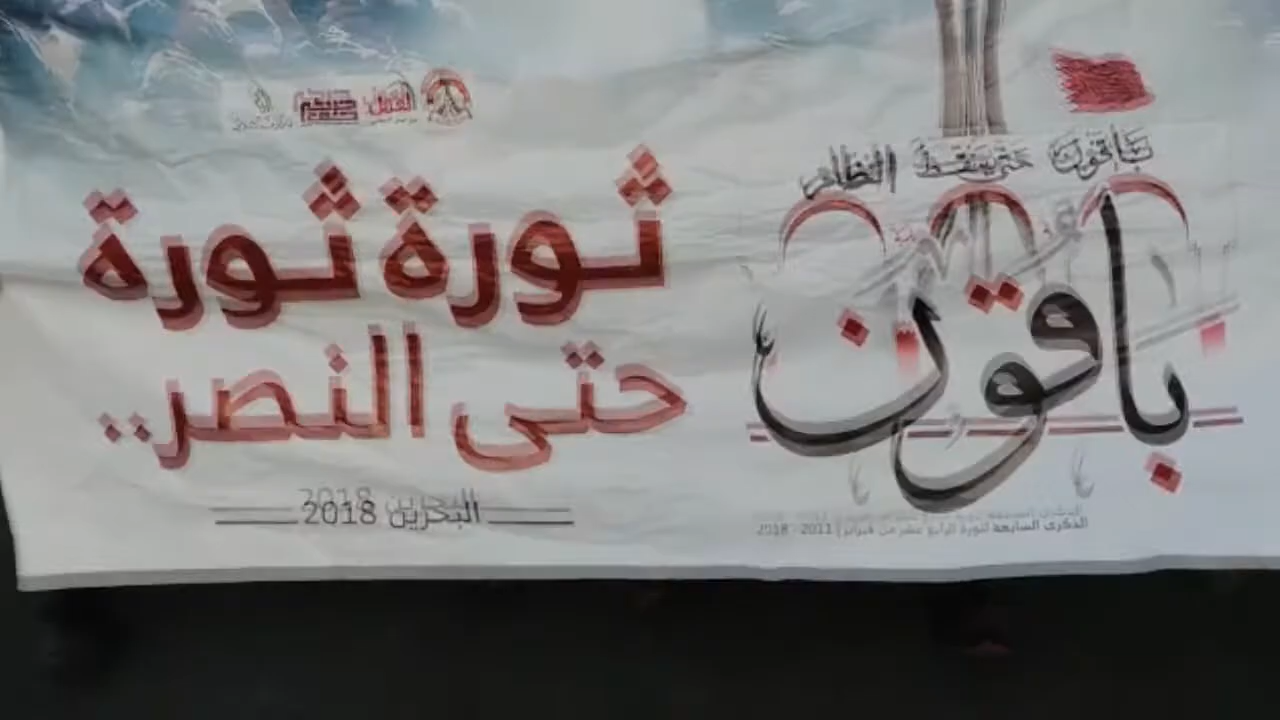 باقون حتى يسقط النظام
باقون
الذكرى السابعة لثورة الرابع عشر من فبراير | 2011 - 2018
ثورة ثورة
حتى النصر..
البحرين 2018